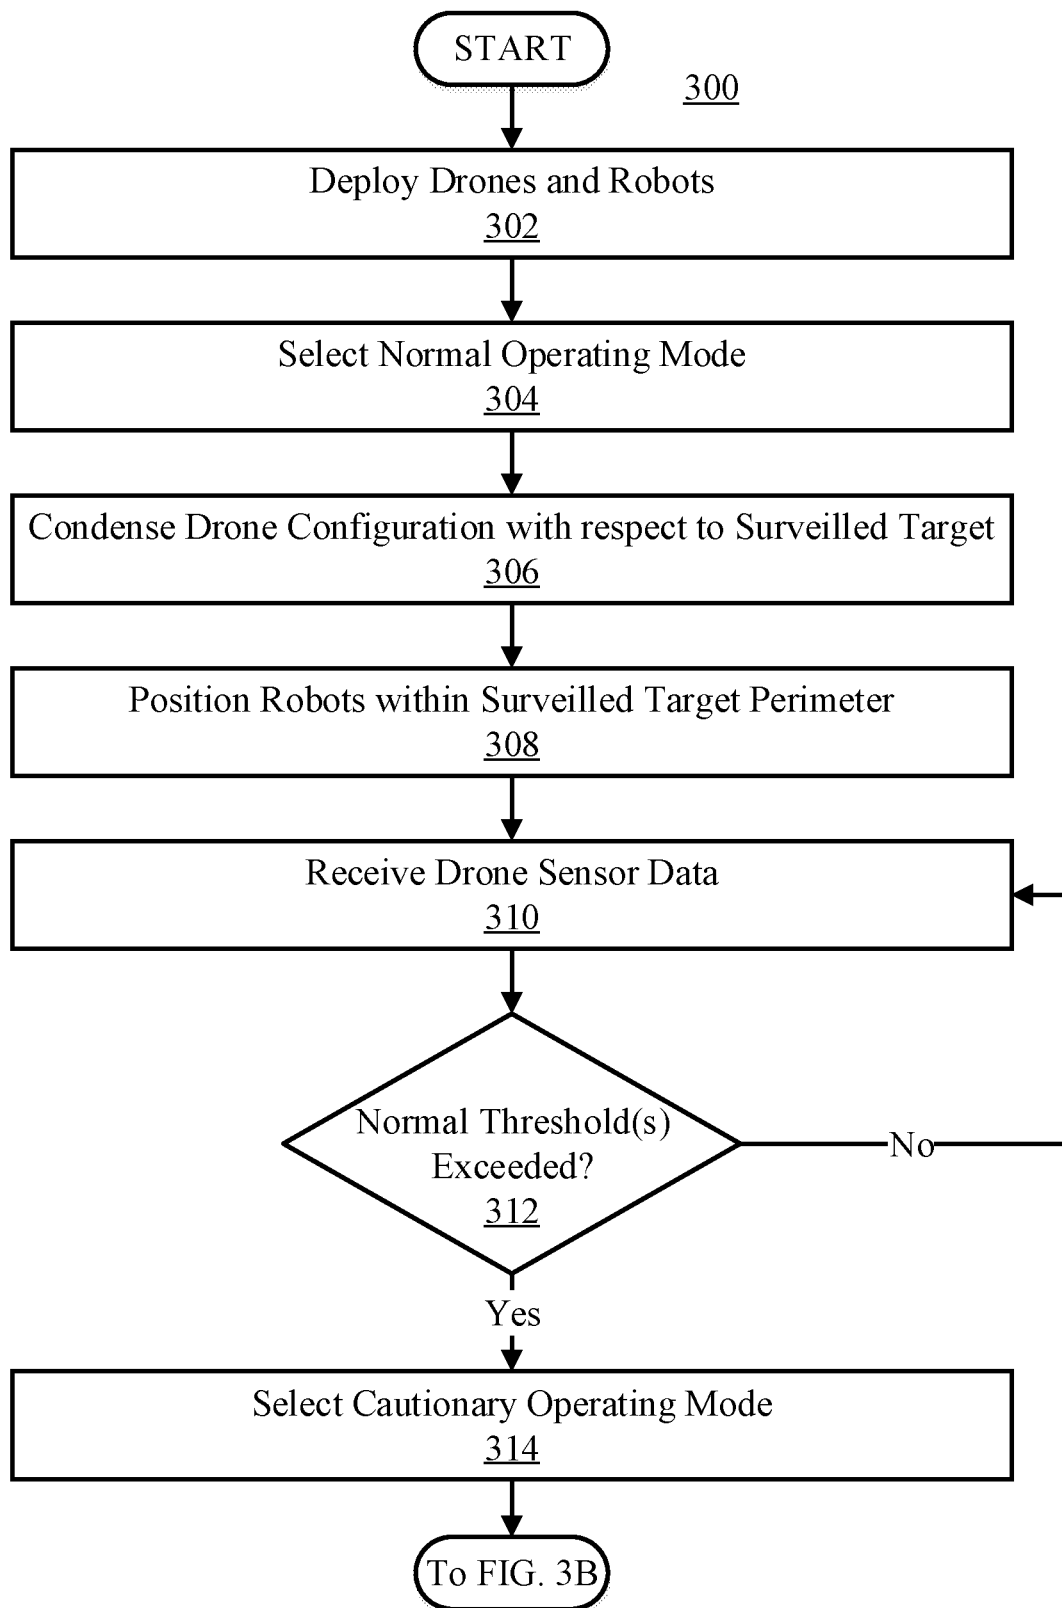 START
300
Deploy Drones and Robots
302
Select Normal Operating Mode
304
Condense Drone Configuration with respect to Surveilled Target
306
Position Robots within Surveilled Target Perimeter
308
Receive Drone Sensor Data
310
Normal Threshold(s)
Exceeded?
312
No
Yes
Select Cautionary Operating Mode
314
To FIG. 3B